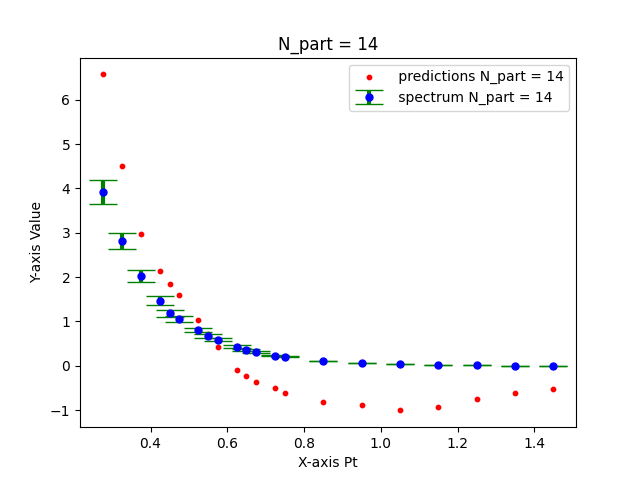 N_part = 14
predictions N_part = 14
spectrum N_part = 14
Y-axis Value
6
5
4
3
2
1
0
−1
0.4 0.6 0.8 1.0 1.2 1.4
X-axis Pt